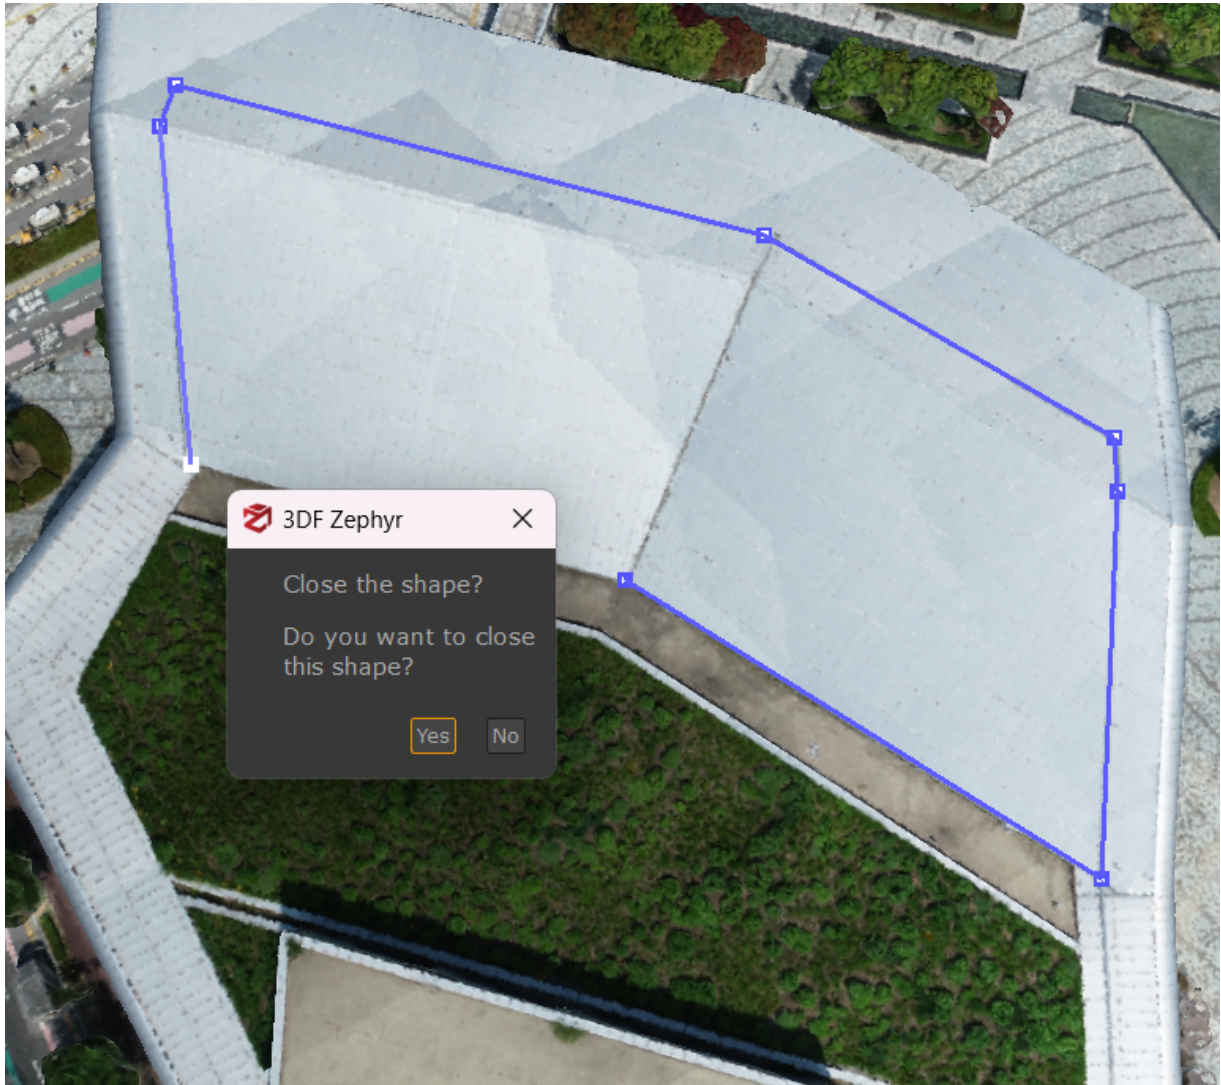 3DF Zephyr
Close the shape?
Do you want to close
this shape?
Yes
No